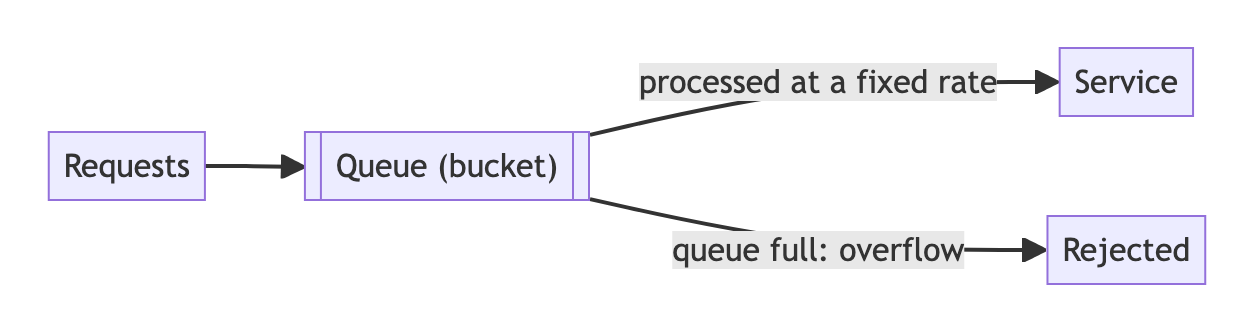 Requests
Queue (bucket)
processed at a fixed rate
Service
queue full: overflow
Rejected